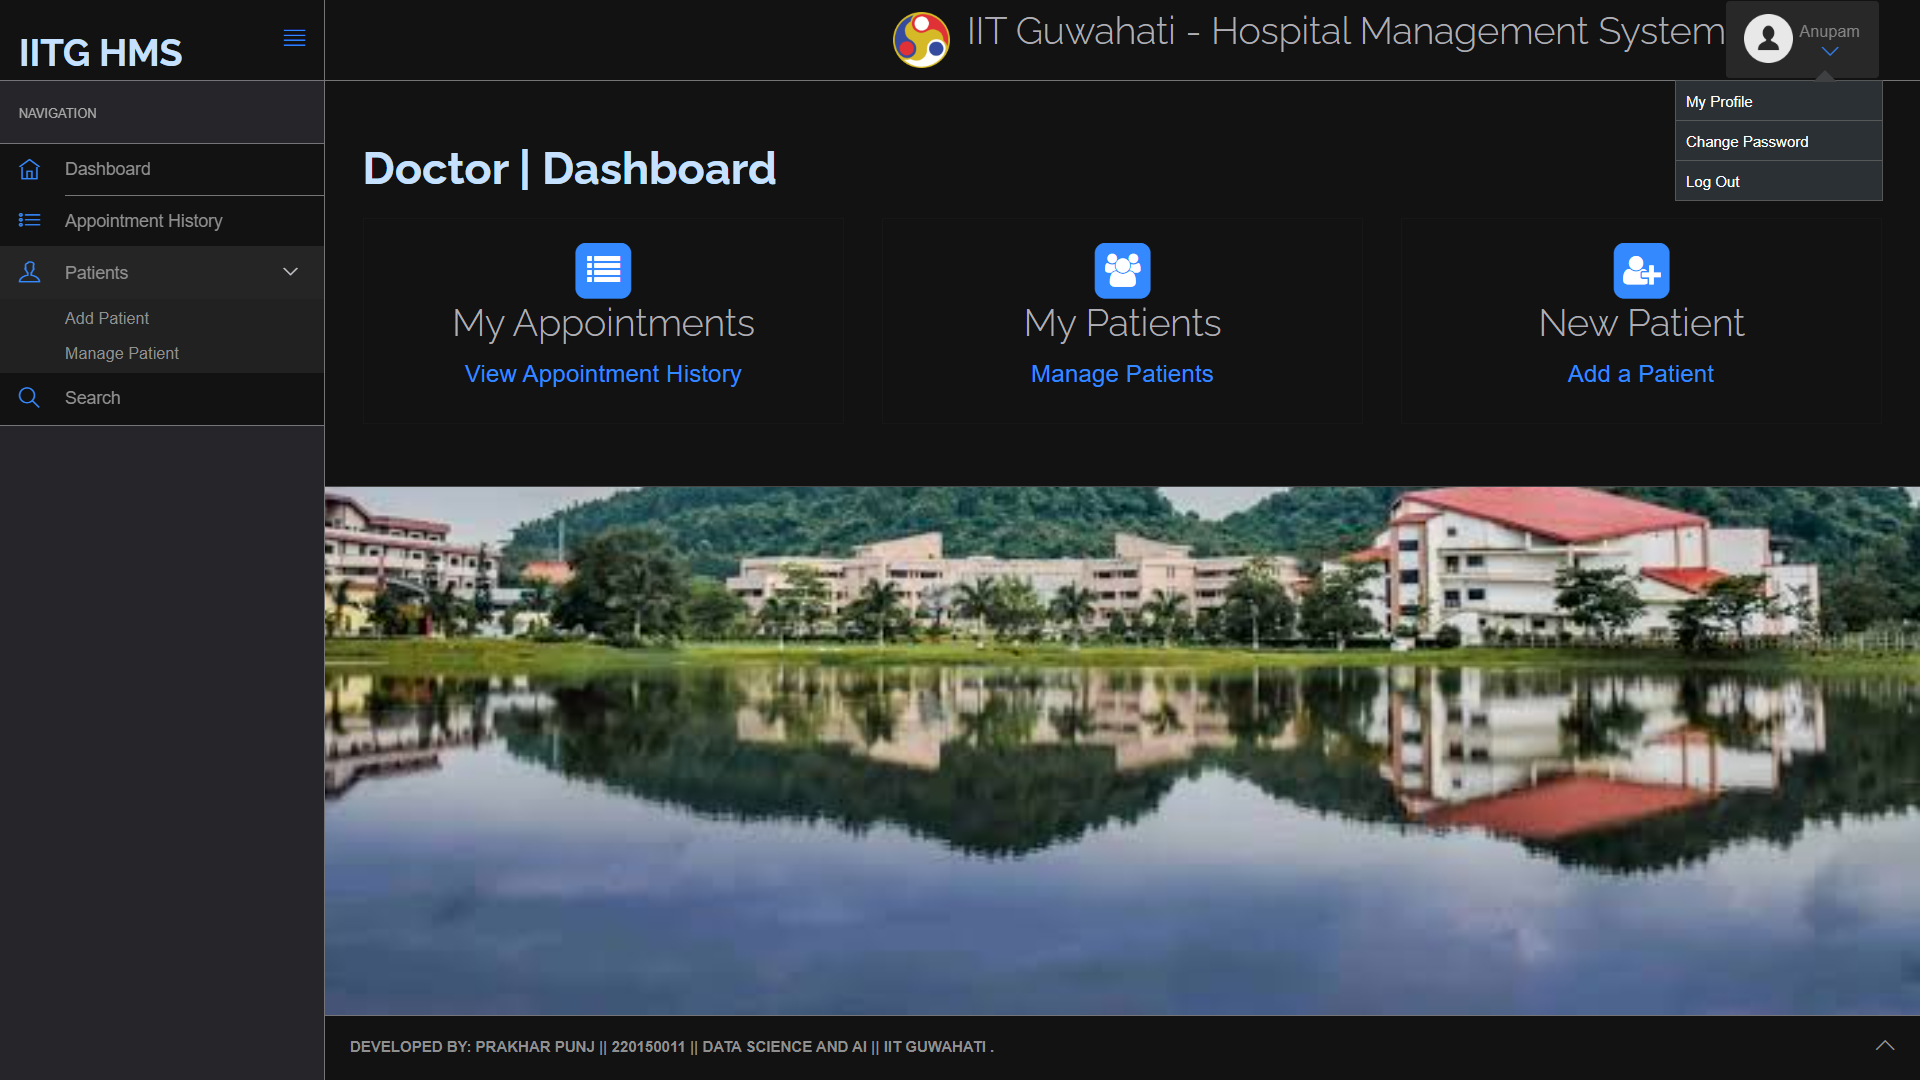 IITG HMS
IIT Guwahati - Hospital Management System
Anupam
My Profile
Change Password
Log Out
NAVIGATION
Dashboard
Appointment History
Patients
Add Patient
Manage Patient
Search
Doctor | Dashboard
My Appointments
View Appointment History
My Patients
Manage Patients
New Patient
Add a Patient
DEVELOPED BY: PRAKHAR PUNJ || 220150011 || DATA SCIENCE AND AI || IIT GUWAHATI .